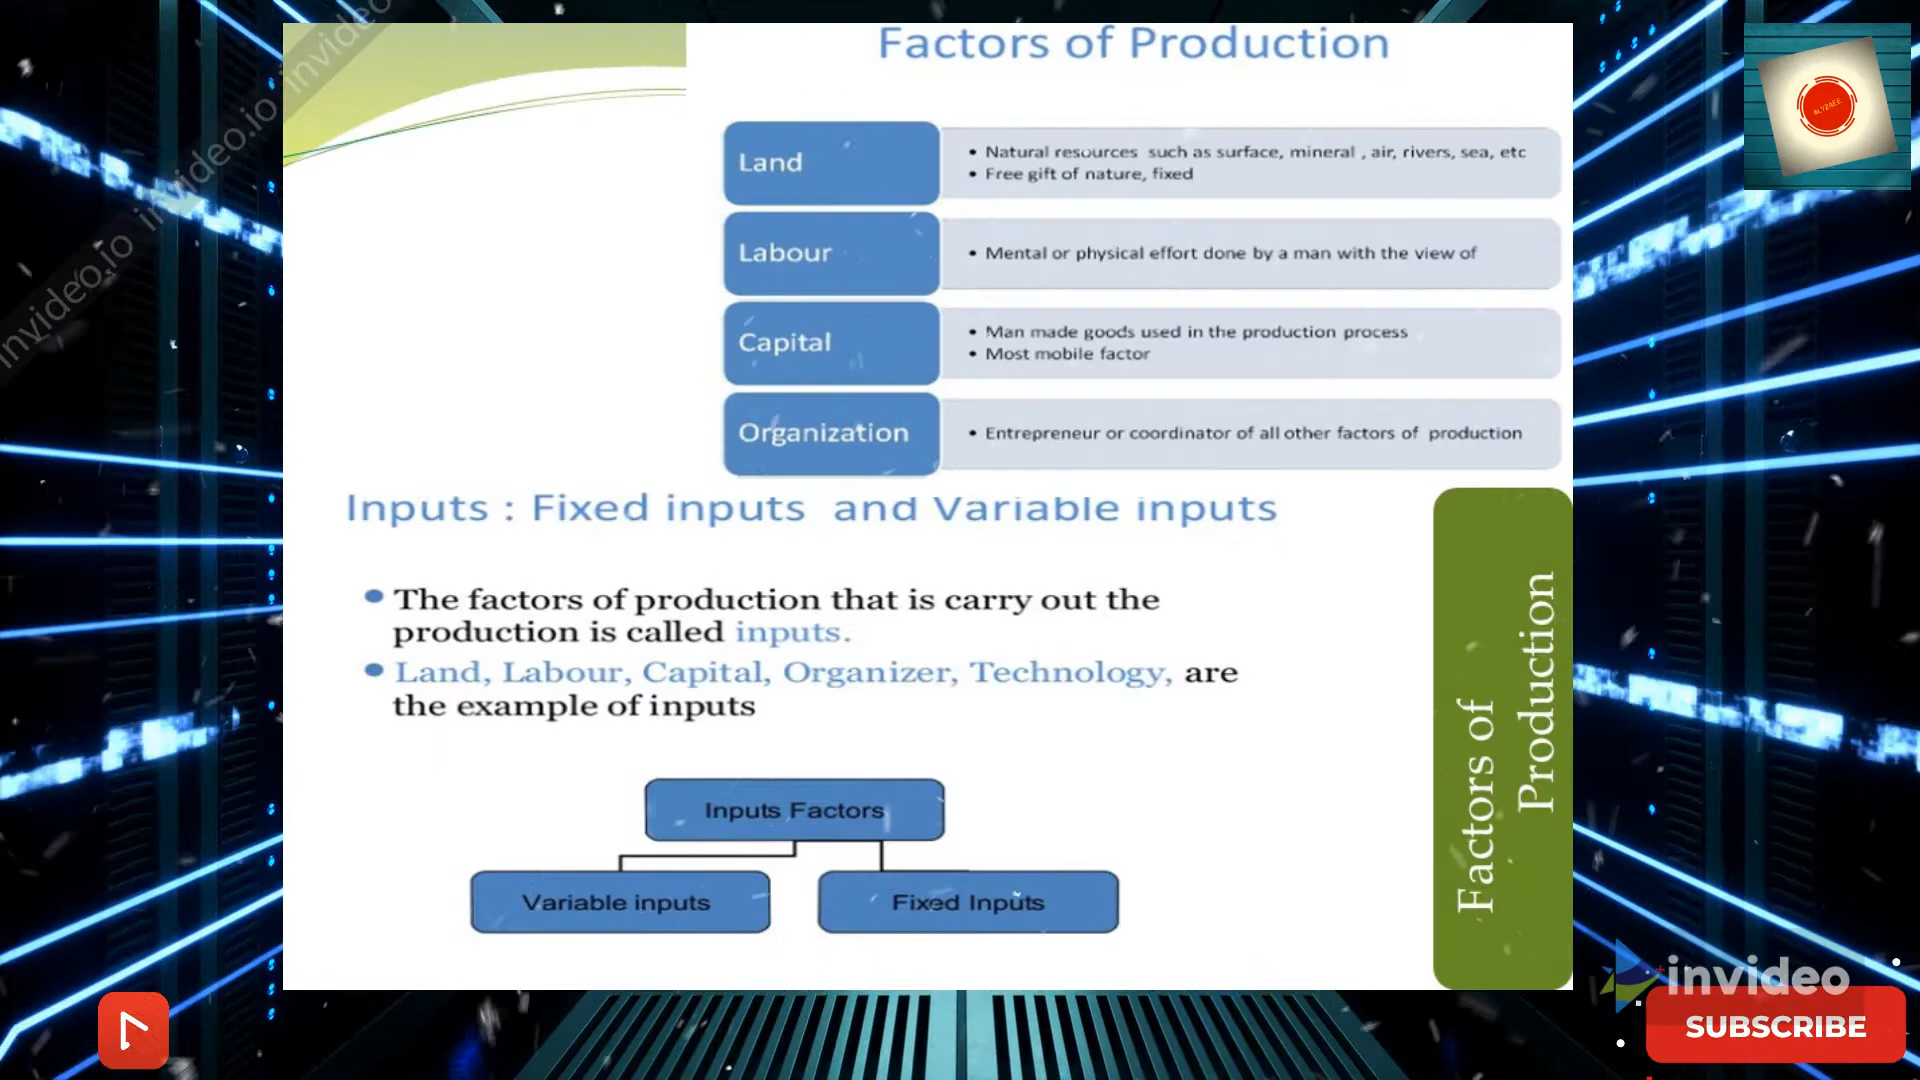 Factors of Production
Land
• Natural resources such as surface, mineral , air, rivers, sea, etc
• Free gift of nature, fixed
Labour
• Mental or physical effort done by a man with the view of
Capital
• Man made goods used in the production process
• Most mobile factor
Organization
• Entrepreneur or coordinator of all other factors of production
Inputs : Fixed inputs and Variable inputs
• The factors of production that is carry out the
production is called inputs.
• Land, Labour, Capital, Organizer, Technology, are
the example of inputs
Inputs Factors
Variable inputs
Fixed Inputs
Factors of
Production
invideo.io invideo.io invideo
ALYZAEE
invideo
SUBSCRIBE